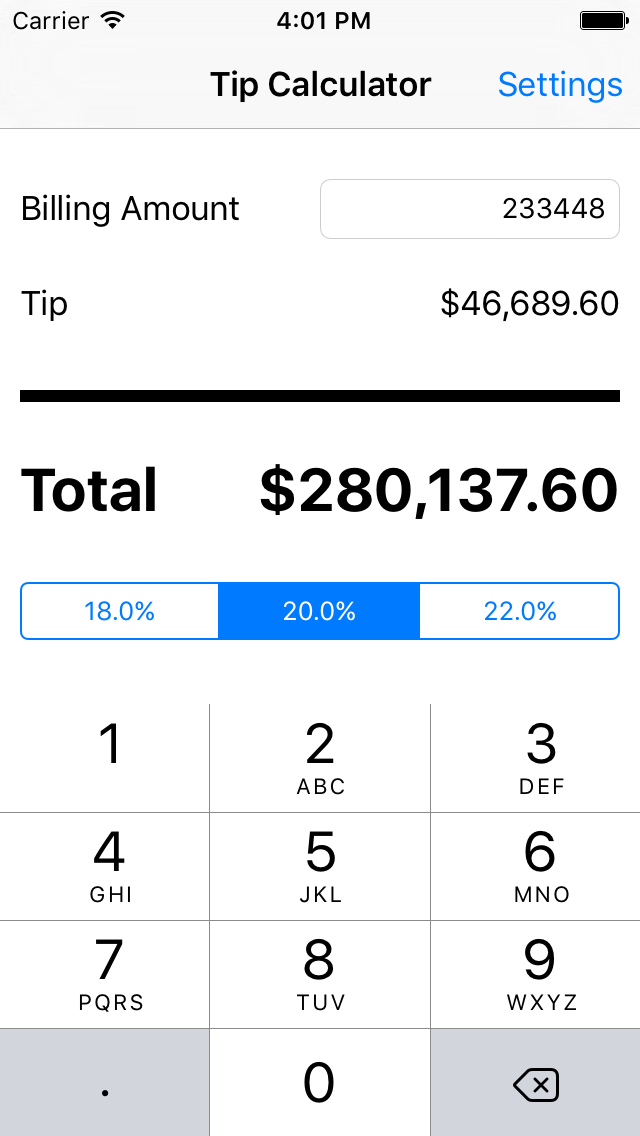 Carrier 4:01 PM
Tip Calculator Settings
Billing Amount 233448
Tip $46,689.60
Total $280,137.60
18.0% 20.0% 22.0%
1 2 3
ABC DEF
4 5 6
GHI JKL MNO
7 8 9
PQRS TUV WXYZ
. 0